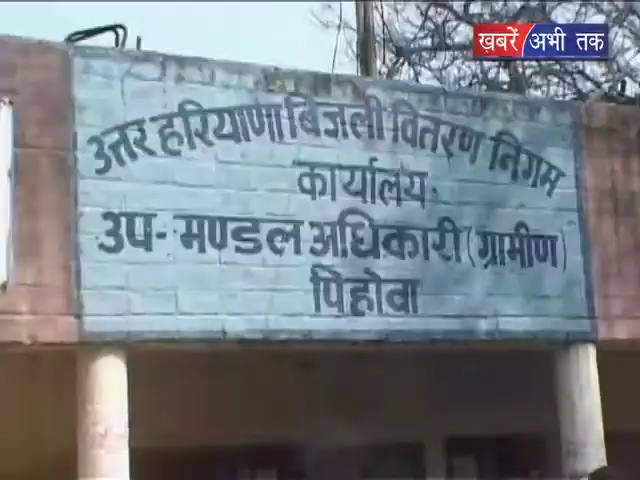 ख़बरें अभी तक
उत्तर हरियाणा बिजली वितरण निगम
कार्यालय
उप-मण्डल अधिकारी (ग्रामीण)
पिहोवा